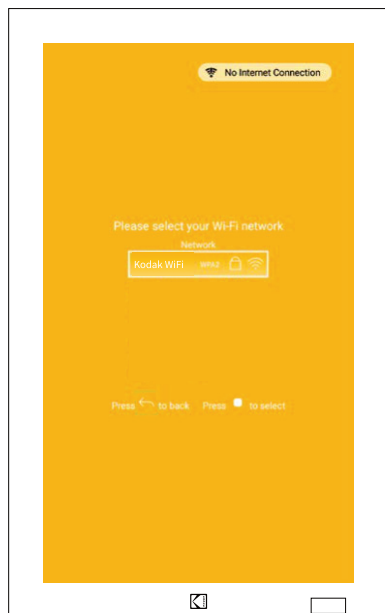 No Internet Connection
Please select your Wi-Fi network
Network
Kodak WiFi WPA2
Press to back Press to select